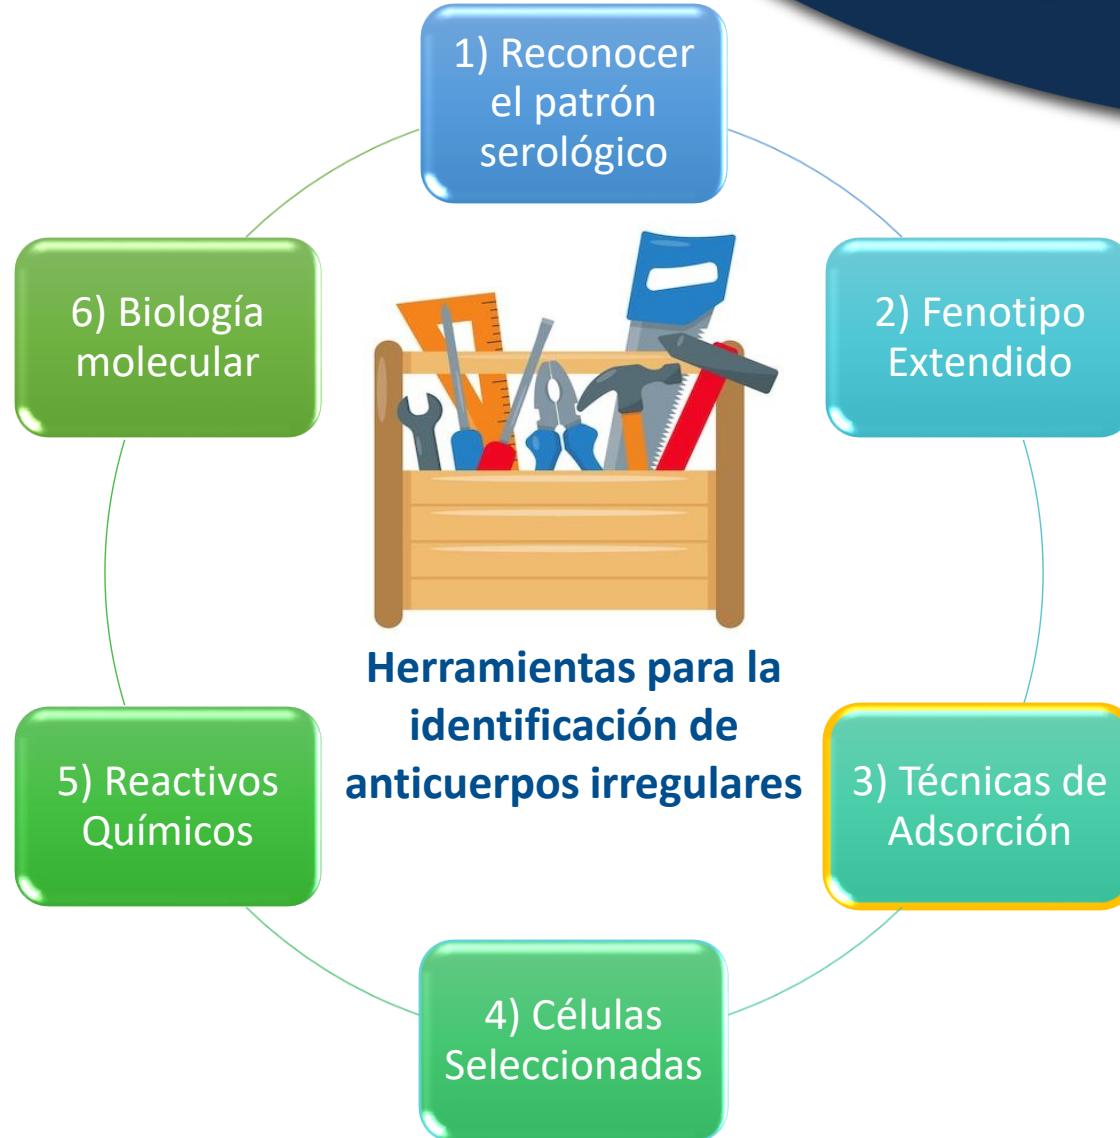 1) Reconocer
el patrón
serológico
2) Fenotipo
Extendido
3) Técnicas de
Adsorción
4) Células
Seleccionadas
5) Reactivos
Químicos
6) Biología
molecular
Herramientas para la
identificación de
anticuerpos irregulares